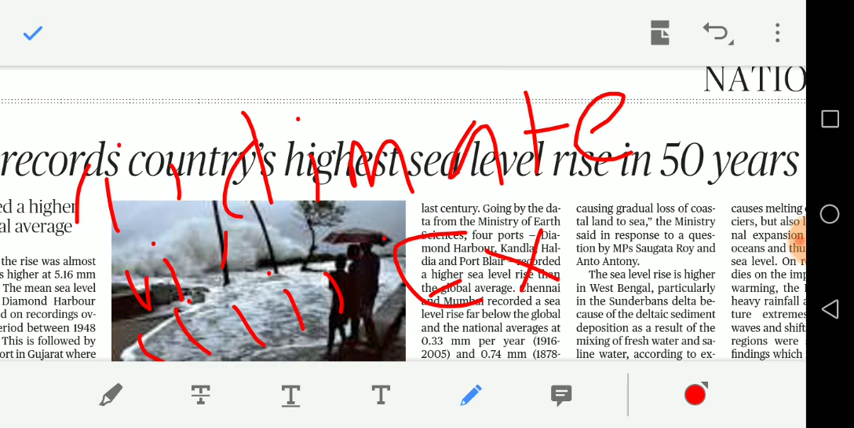 NATIO
records country's highest sea level rise in 50 years
ed a higher
al average
the rise was almost
s higher at 5.16 mm
The mean sea level
Diamond Harbour
d on recordings ov-
eriod between 1948
This is followed by
ort in Gujarat where
last century. Going by the da-
ta from the Ministry of Earth
Sciences, four ports – Dia-
mond Harbour, Kandla, Hal-
dia and Port Blair – recorded
a higher sea level rise than
the global average. Chennai
and Mumbai recorded a sea
level rise far below the global
and the national averages at
0.33 mm per year (1916-
2005) and 0.74 mm (1878-
causing gradual loss of coas-
tal land to sea,” the Ministry
said in response to a ques-
tion by MPs Saugata Roy and
Anto Antony.
The sea level rise is higher
in West Bengal, particularly
in the Sunderbans delta be-
cause of the deltaic sediment
deposition as a result of the
mixing of fresh water and sa-
line water, according to ex-
causes melting
ciers, but also
nal expansion
oceans and thu
sea level. On r
dies on the imp
warming, the
heavy rainfall a
ture extremes
waves and shift
regions were
findings which
T
T
T